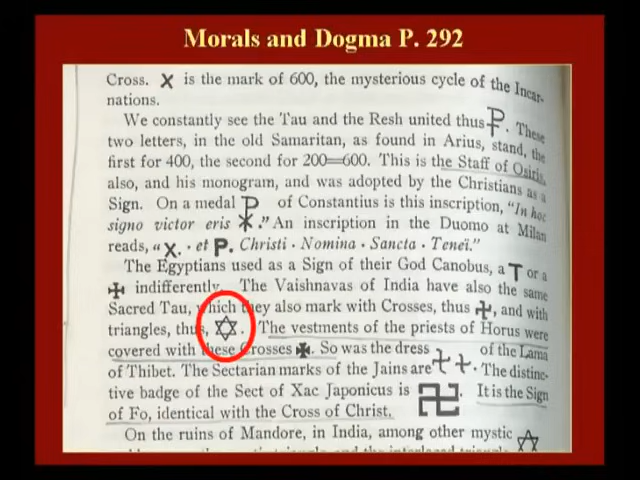 Morals and Dogma P. 292
Cross. X is the mark of 600, the mysterious cycle of the Incar-
nations.
We constantly see the Tau and the Resh united thus ⳨. These
two letters, in the old Samaritan, as found in Arius, stand, the
first for 400, the second for 200=600. This is the Staff of Osiris,
also, and his monogram, and was adopted by the Christians as a
Sign. On a medal P of Constantius is this inscription, "In hoc
signo victor eris X." An inscription in the Duomo at Milan
reads, "X. · et P. Christi · Nomina · Sancta · Teneï."
The Egyptians used as a Sign of their God Canobus, a T or a
✠ indifferently. The Vaishnavas of India have also the same
Sacred Tau, which they also mark with Crosses, thus 卐, and with
triangles, thus, ✡. The vestments of the priests of Horus were
covered with these Crosses ✠. So was the dress of the Lama
of Thibet. The Sectarian marks of the Jains are 卐. The distinc-
tive badge of the Sect of Xac Japonicus is 卐. It is the Sign
of Fo, identical with the Cross of Christ.
On the ruins of Mandore, in India, among other mystic ✡